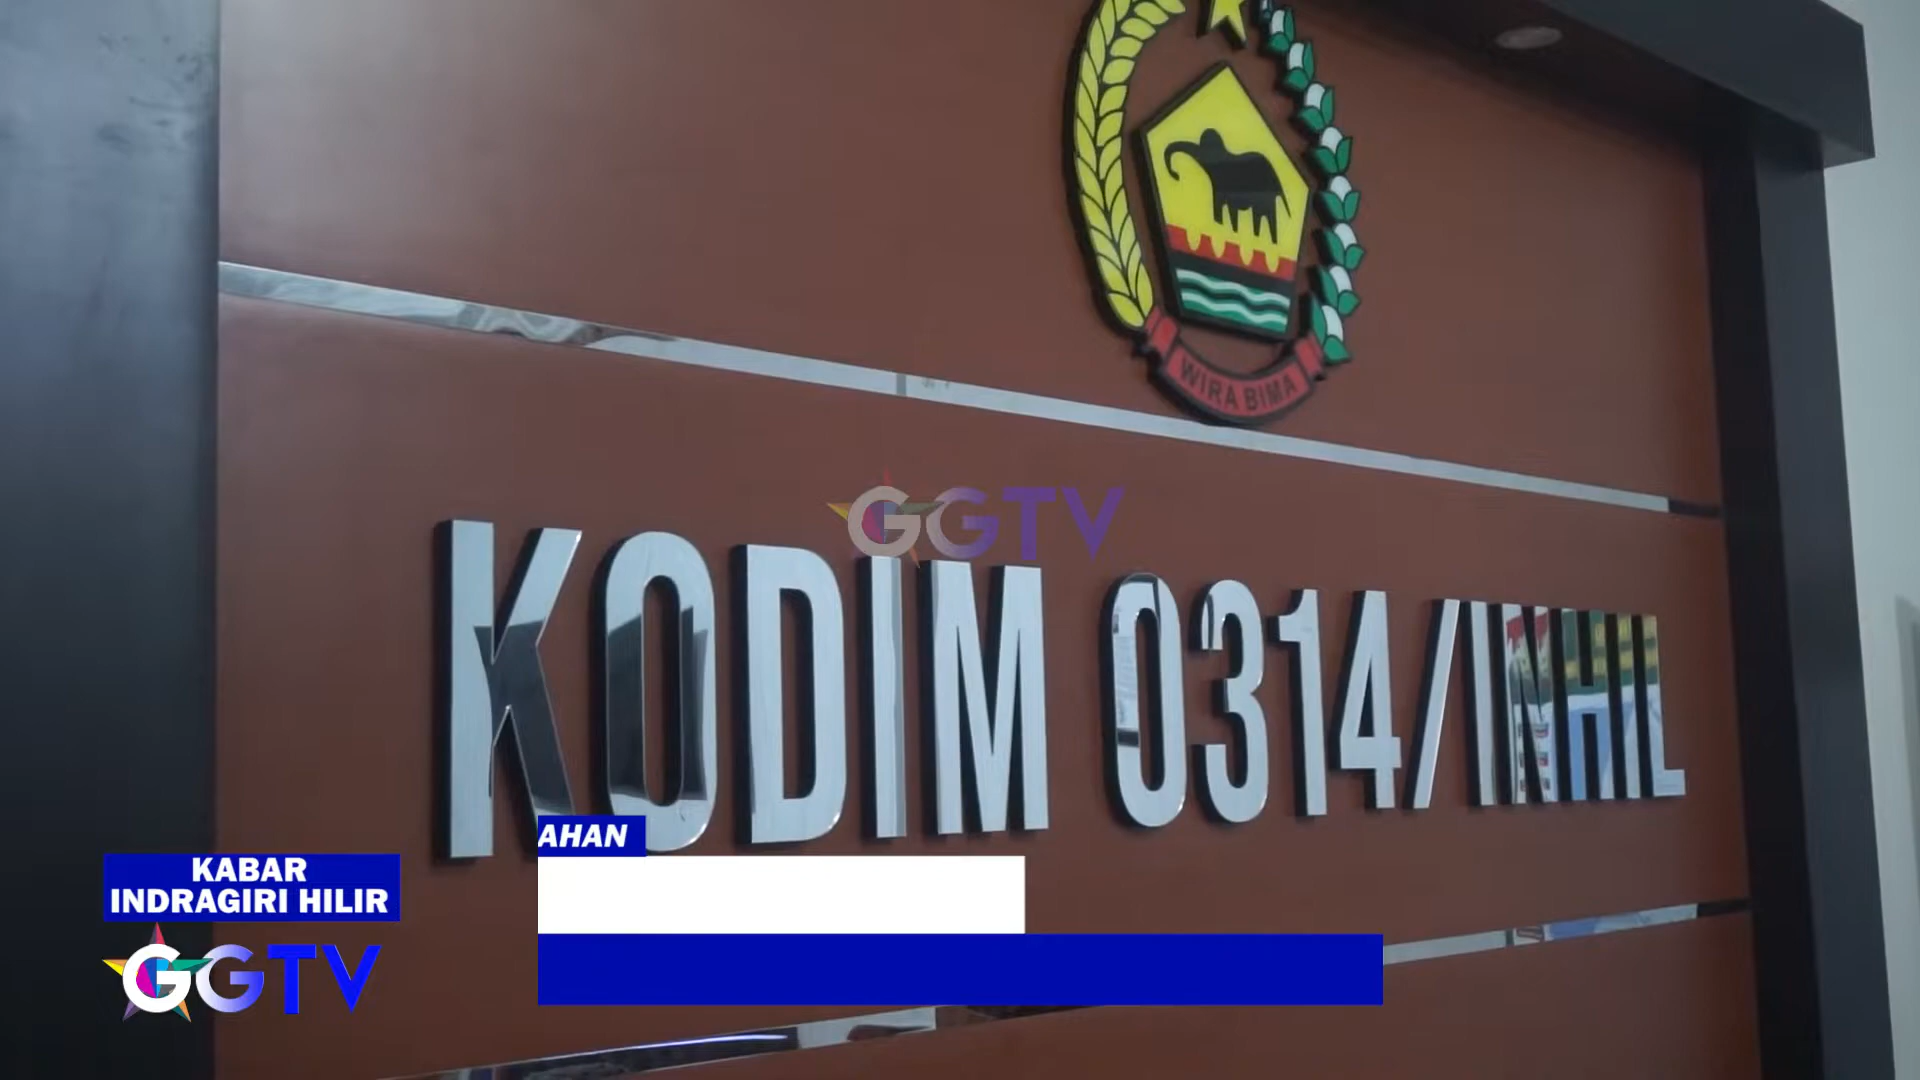 WIRA BIMA
GGTV
KODIM 0314/INHIL
AHAN
KABAR
INDRAGIRI HILIR
GGTV